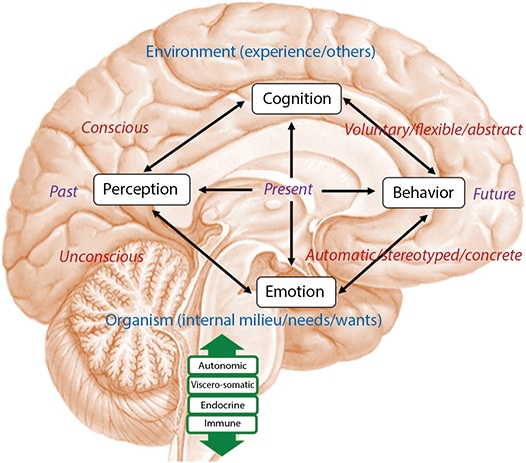 Environment (experience/others)
Cognition
Conscious
Voluntary/flexible/abstract
Past
Perception
Present
Behavior
Future
Unconscious
Automatic/stereotyped/concrete
Emotion
Organism (internal milieu/needs/wants)
Autonomic
Viscero-somatic
Endocrine
Immune